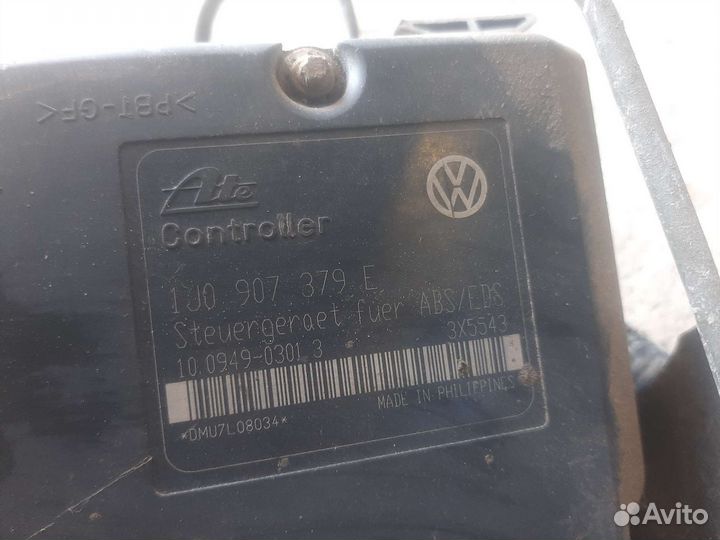 >PBT-GF<
Ate
Controller
1J0 907 379 E
Steuergeraet fuer ABS/EDS
10.0949-0301.3 3X5543
MADE IN PHILIPPINES
*DMU7L08034*
Avito